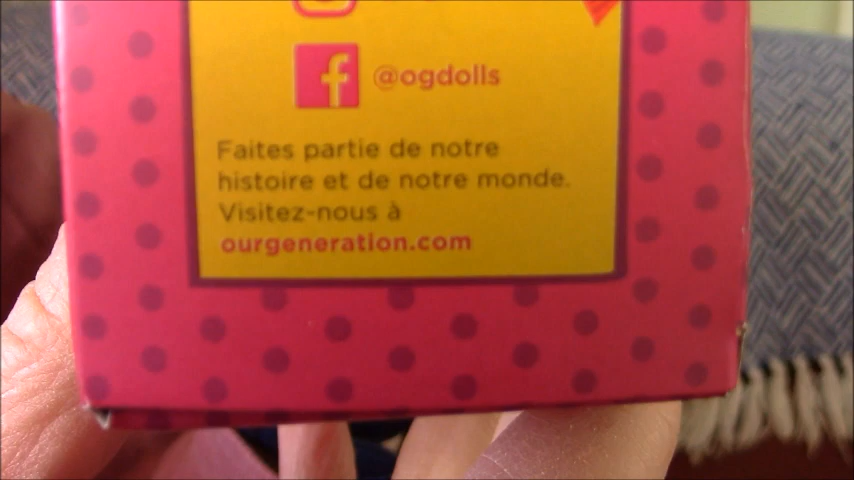 @ogdolls
Faites partie de notre
histoire et de notre monde.
Visitez-nous à
ourgeneration.com